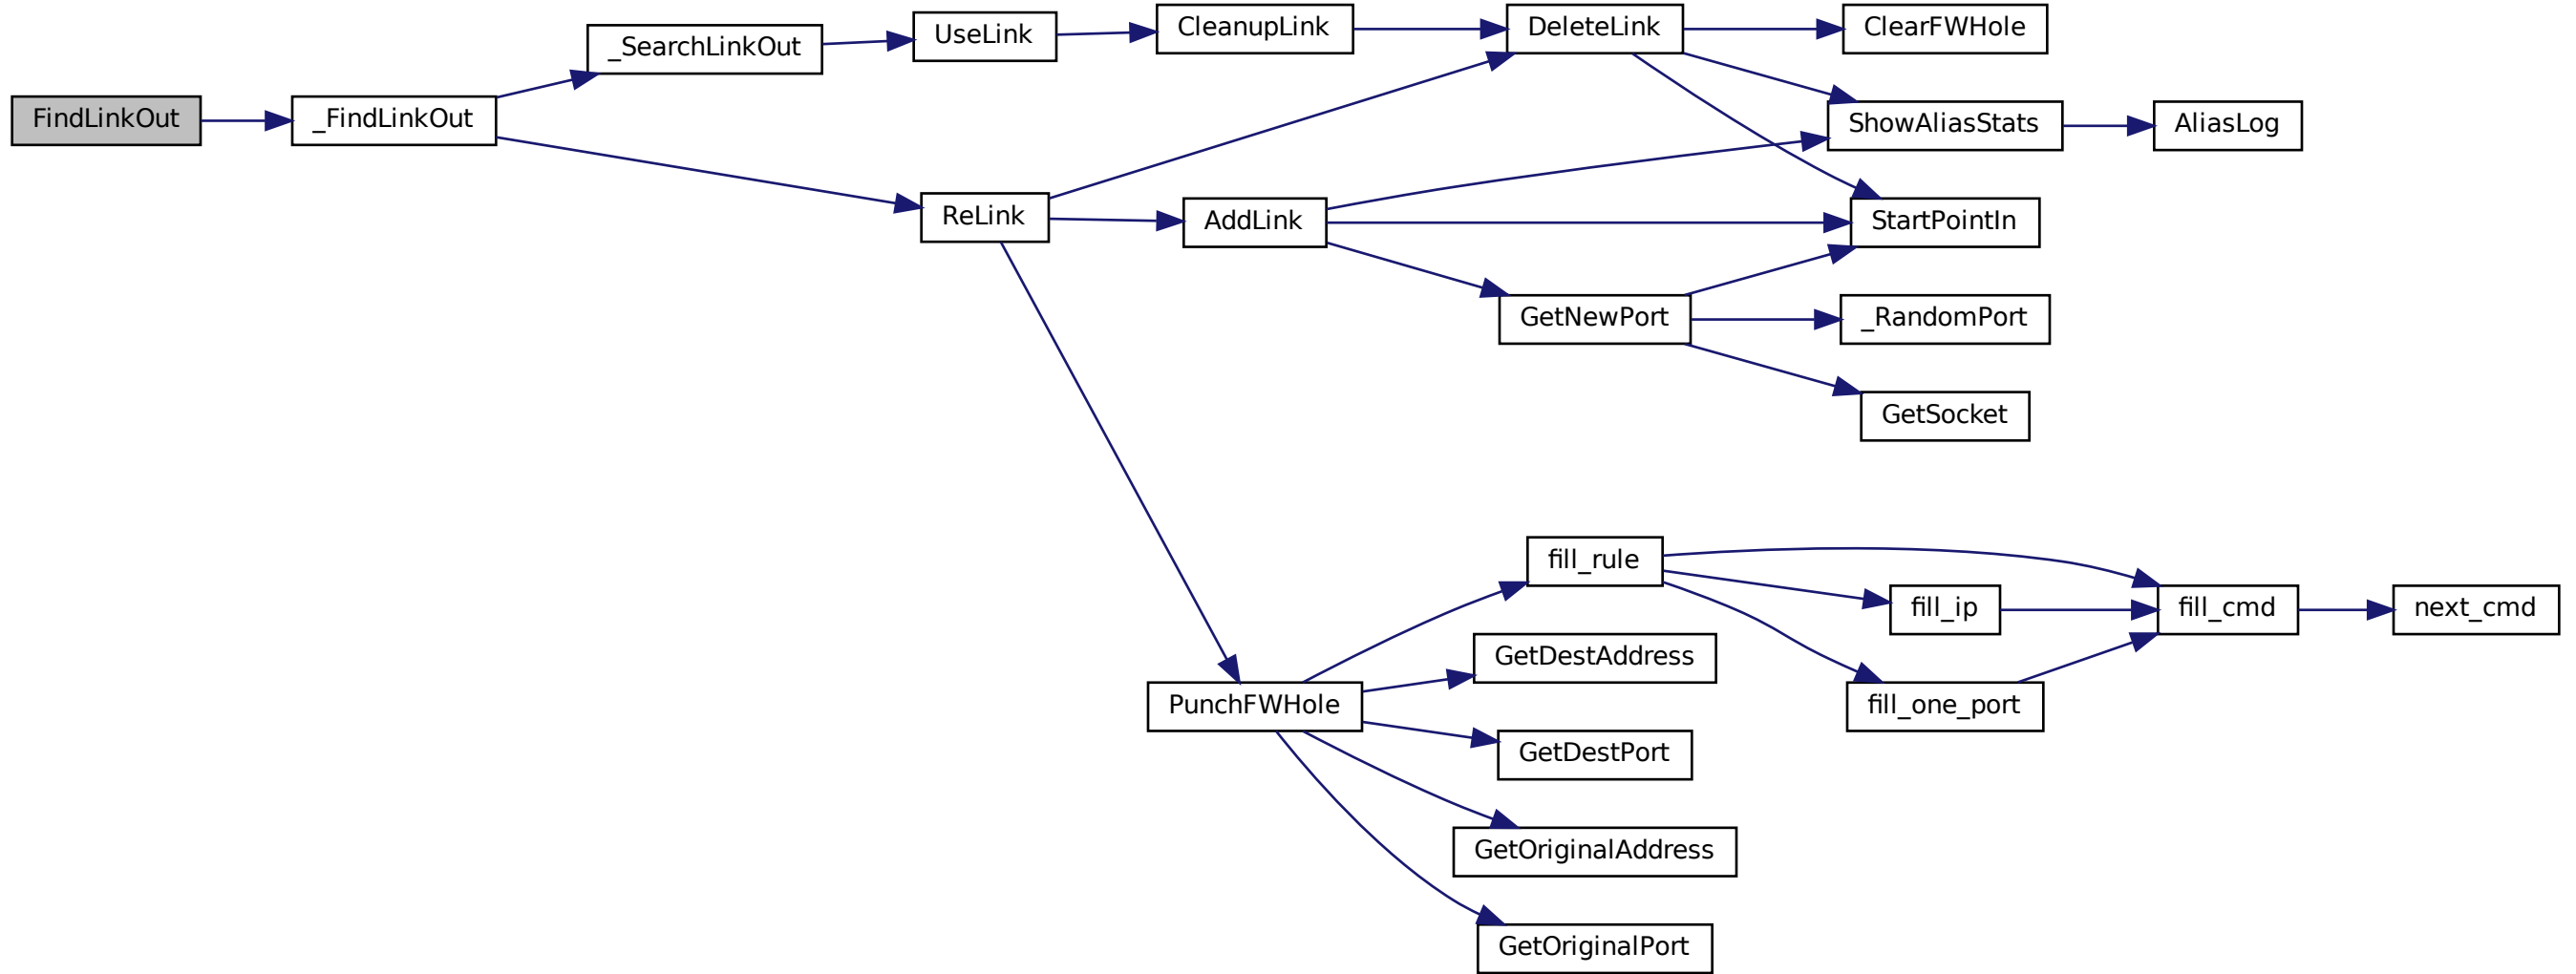 FindLinkOut
_FindLinkOut
_SearchLinkOut
UseLink
CleanupLink
DeleteLink
ClearFWHole
ShowAliasStats
AliasLog
ReLink
AddLink
StartPointIn
GetNewPort
_RandomPort
GetSocket
PunchFWHole
fill_rule
fill_ip
fill_cmd
next_cmd
GetDestAddress
fill_one_port
GetDestPort
GetOriginalAddress
GetOriginalPort